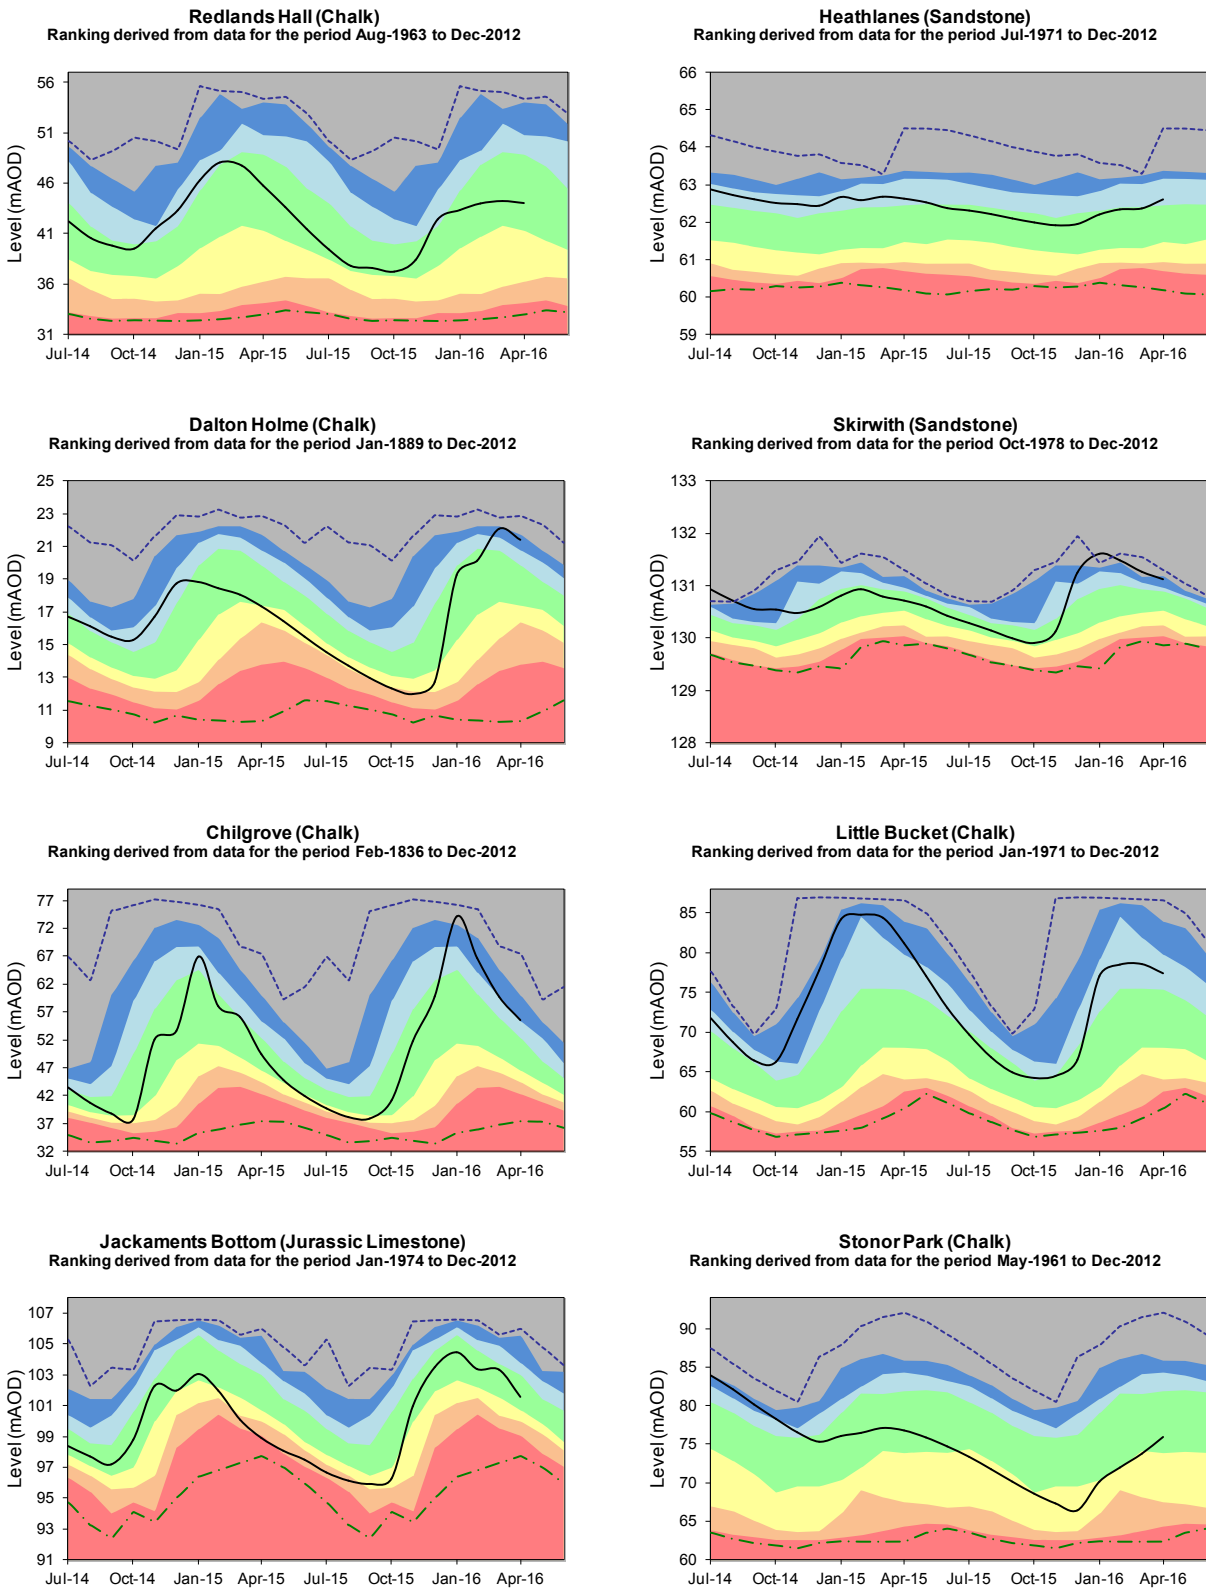 Redlands Hall (Chalk)
Ranking derived from data for the period Aug-1963 to Dec-2012
Level (mAOD)
56
51
46
41
36
31
Jul-14 Oct-14 Jan-15 Apr-15 Jul-15 Oct-15 Jan-16 Apr-16
Heathlanes (Sandstone)
Ranking derived from data for the period Jul-1971 to Dec-2012
Level (mAOD)
66
65
64
63
62
61
60
59
Jul-14 Oct-14 Jan-15 Apr-15 Jul-15 Oct-15 Jan-16 Apr-16
Dalton Holme (Chalk)
Ranking derived from data for the period Jan-1889 to Dec-2012
Level (mAOD)
25
23
21
19
17
15
13
11
9
Jul-14 Oct-14 Jan-15 Apr-15 Jul-15 Oct-15 Jan-16 Apr-16
Skirwith (Sandstone)
Ranking derived from data for the period Oct-1978 to Dec-2012
Level (mAOD)
133
132
131
130
129
128
Jul-14 Oct-14 Jan-15 Apr-15 Jul-15 Oct-15 Jan-16 Apr-16
Chilgrove (Chalk)
Ranking derived from data for the period Feb-1836 to Dec-2012
Level (mAOD)
77
72
67
62
57
52
47
42
37
32
Jul-14 Oct-14 Jan-15 Apr-15 Jul-15 Oct-15 Jan-16 Apr-16
Little Bucket (Chalk)
Ranking derived from data for the period Jan-1971 to Dec-2012
Level (mAOD)
85
80
75
70
65
60
55
Jul-14 Oct-14 Jan-15 Apr-15 Jul-15 Oct-15 Jan-16 Apr-16
Jackaments Bottom (Jurassic Limestone)
Ranking derived from data for the period Jan-1974 to Dec-2012
Level (mAOD)
107
105
103
101
99
97
95
93
91
Jul-14 Oct-14 Jan-15 Apr-15 Jul-15 Oct-15 Jan-16 Apr-16
Stonor Park (Chalk)
Ranking derived from data for the period May-1961 to Dec-2012
Level (mAOD)
90
85
80
75
70
65
60
Jul-14 Oct-14 Jan-15 Apr-15 Jul-15 Oct-15 Jan-16 Apr-16